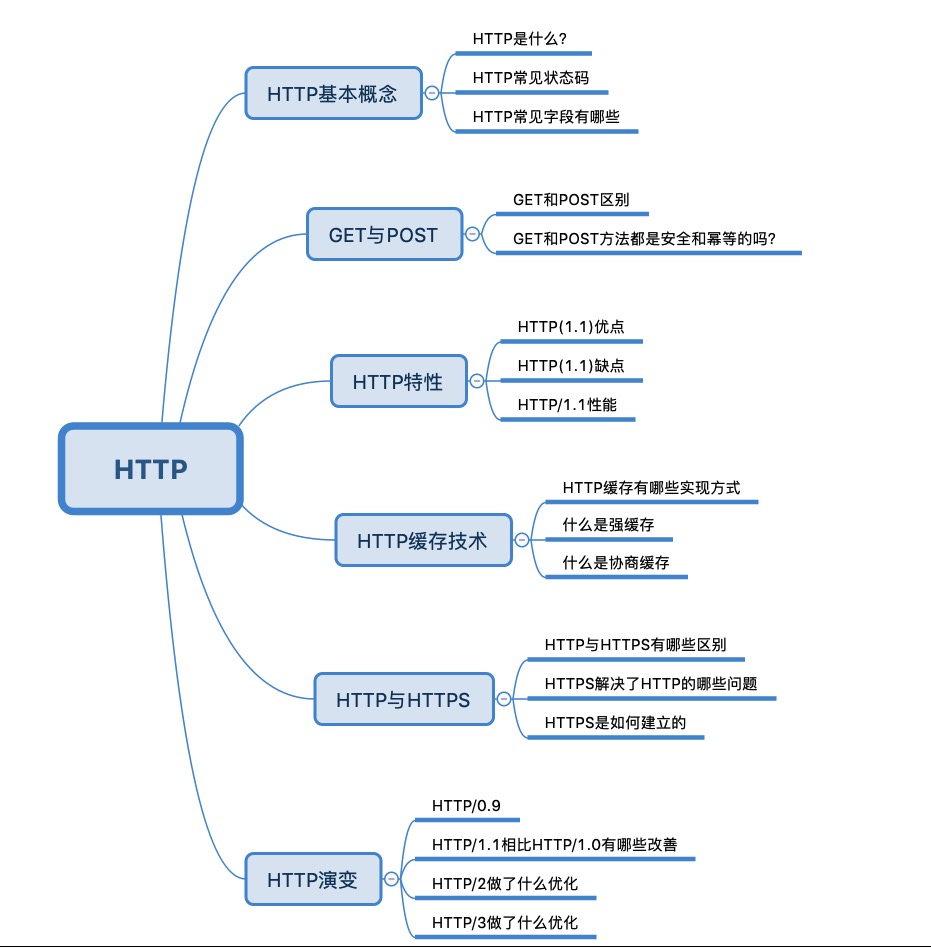 HTTP
HTTP基本概念
HTTP是什么?
HTTP常见状态码
HTTP常见字段有哪些
GET与POST
GET和POST区别
GET和POST方法都是安全和幂等的吗?
HTTP特性
HTTP(1.1)优点
HTTP(1.1)缺点
HTTP/1.1性能
HTTP缓存技术
HTTP缓存有哪些实现方式
什么是强缓存
什么是协商缓存
HTTP与HTTPS
HTTP与HTTPS有哪些区别
HTTPS解决了HTTP的哪些问题
HTTPS是如何建立的
HTTP演变
HTTP/0.9
HTTP/1.1相比HTTP/1.0有哪些改善
HTTP/2做了什么优化
HTTP/3做了什么优化